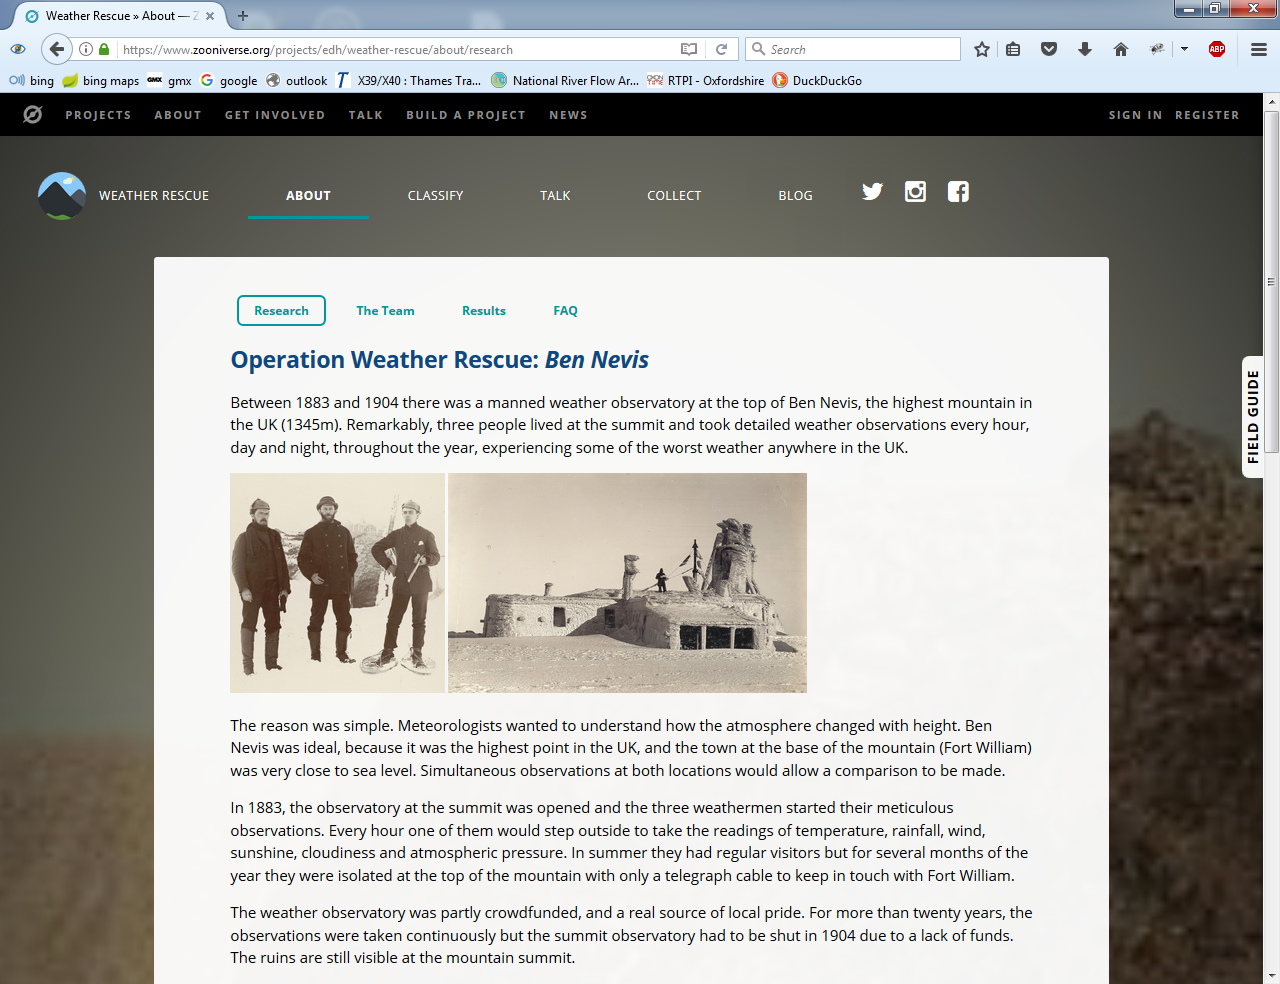 Weather Rescue » About — Z
https://www.zooniverse.org/projects/edh/weather-rescue/about/research
Search
ABP
bing
bing maps
GMX gmx
G google
outlook
T X39/X40 : Thames Tra...
National River Flow Ar...
RTPI - Oxfordshire
DuckDuckGo
PROJECTS ABOUT GET INVOLVED TALK BUILD A PROJECT NEWS SIGN IN REGISTER
WEATHER RESCUE ABOUT CLASSIFY TALK COLLECT BLOG
Research The Team Results FAQ
Operation Weather Rescue: Ben Nevis
Between 1883 and 1904 there was a manned weather observatory at the top of Ben Nevis, the highest mountain in
the UK (1345m). Remarkably, three people lived at the summit and took detailed weather observations every hour,
day and night, throughout the year, experiencing some of the worst weather anywhere in the UK.
FIELD GUIDE
The reason was simple. Meteorologists wanted to understand how the atmosphere changed with height. Ben
Nevis was ideal, because it was the highest point in the UK, and the town at the base of the mountain (Fort William)
was very close to sea level. Simultaneous observations at both locations would allow a comparison to be made.
In 1883, the observatory at the summit was opened and the three weathermen started their meticulous
observations. Every hour one of them would step outside to take the readings of temperature, rainfall, wind,
sunshine, cloudiness and atmospheric pressure. In summer they had regular visitors but for several months of the
year they were isolated at the top of the mountain with only a telegraph cable to keep in touch with Fort William.
The weather observatory was partly crowdfunded, and a real source of local pride. For more than twenty years, the
observations were taken continuously but the summit observatory had to be shut in 1904 due to a lack of funds.
The ruins are still visible at the mountain summit.